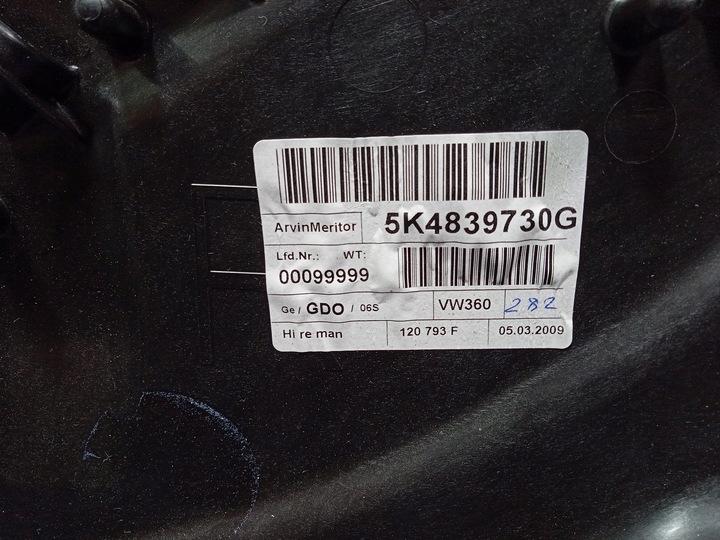 ArvinMeritor 5K4839730G
Lfd.Nr.: WT:
00099999
Ge/ GDO / 06S VW360 282
Hi re man 120 793 F 05.03.2009